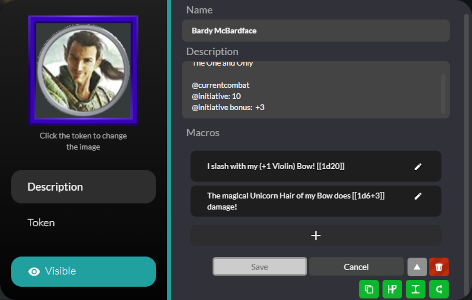 Name
Bardy McBardface
Description
The One and Only
@currentcombat
@initiative: 10
@initiative bonus: +3
Click the token to change
the image
Macros
I slash with my (+1 Violin) Bow! [[1d20]]
Description
The magical Unicorn Hair of my Bow does [[1d6+3]]
damage!
Token
+
Visible
Save
Cancel
HP